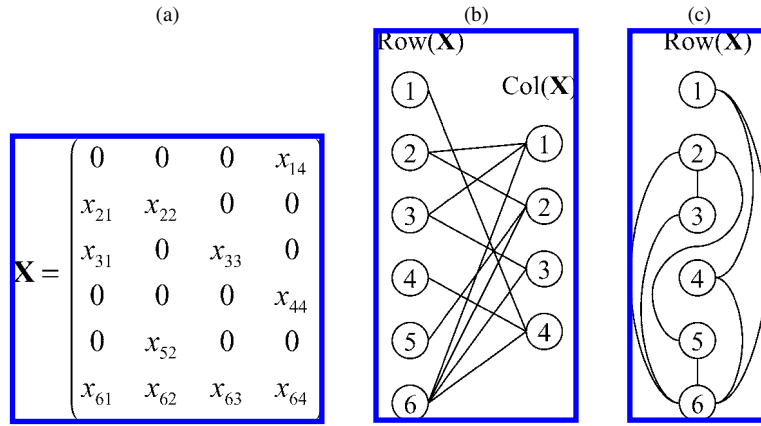 (a)
X = 
0 0 0 x₁₄
x₂₁ x₂₂ 0 0
x₃₁ 0 x₃₃ 0
0 0 0 x₄₄
0 x₅₂ 0 0
x₆₁ x₆₂ x₆₃ x₆₄
(b)
Row(X)
1
2
3
4
5
6
Col(X)
1
2
3
4
(c)
Row(X)
1
2
3
4
5
6